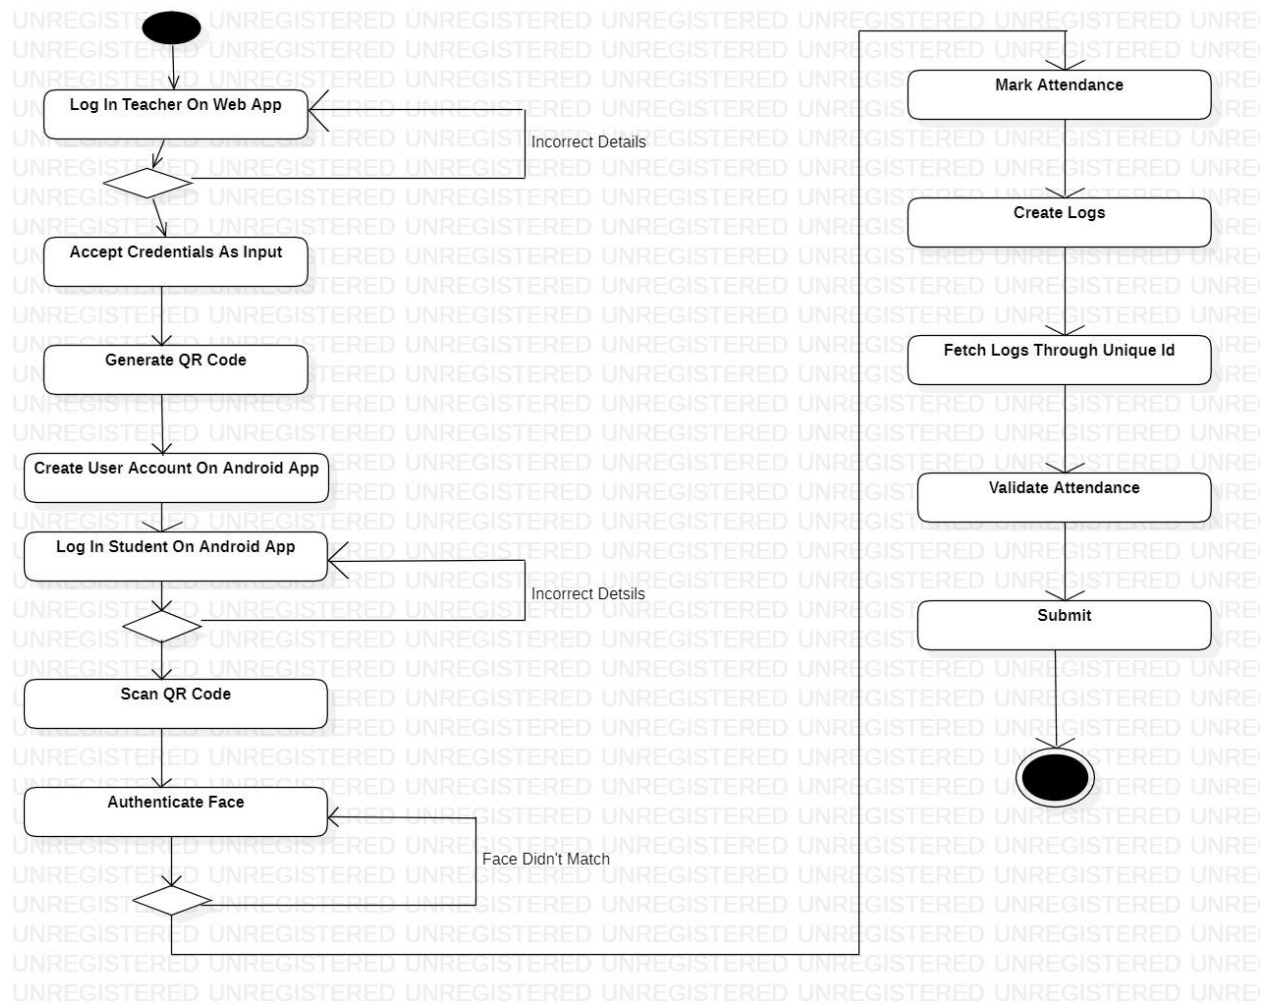 Log In Teacher On Web App
Incorrect Details
Accept Credentials As Input
Generate QR Code
Create User Account On Android App
Log In Student On Android App
Incorrect Detsils
Scan QR Code
Authenticate Face
Face Didn't Match
Mark Attendance
Create Logs
Fetch Logs Through Unique Id
Validate Attendance
Submit
UNREGISTERED